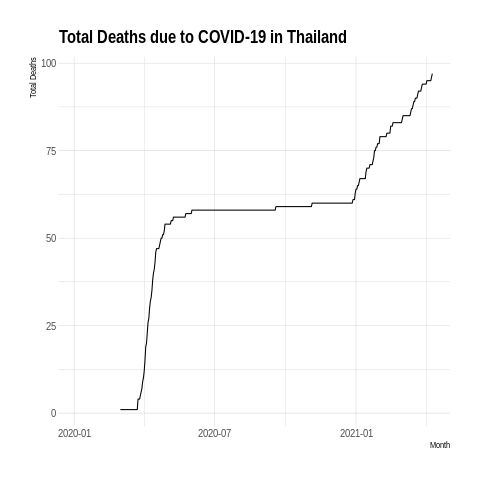 Total Deaths due to COVID-19 in Thailand
Total Deaths
100
75
50
25
0
2020-01
2020-07
2021-01
Month